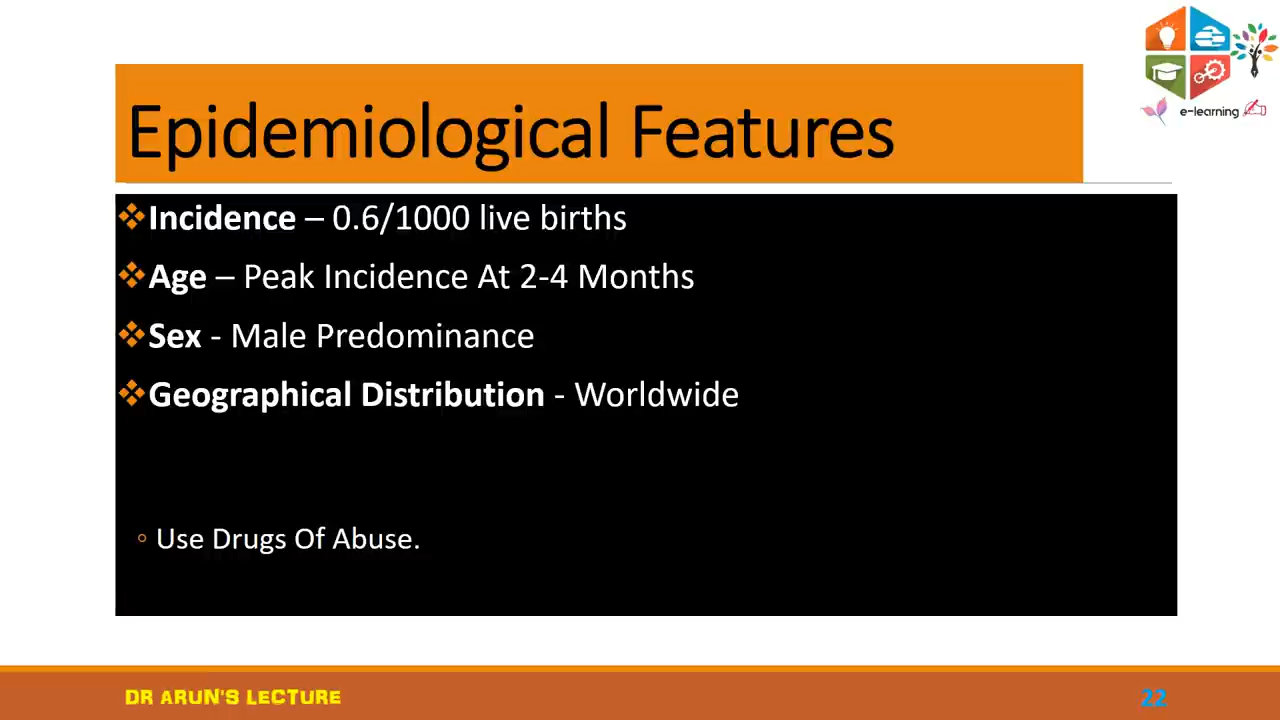 e-learning
Epidemiological Features
❖Incidence – 0.6/1000 live births
❖Age – Peak Incidence At 2-4 Months
❖Sex - Male Predominance
❖Geographical Distribution - Worldwide
◦ Use Drugs Of Abuse.
DR ARUN'S LECTURE
22